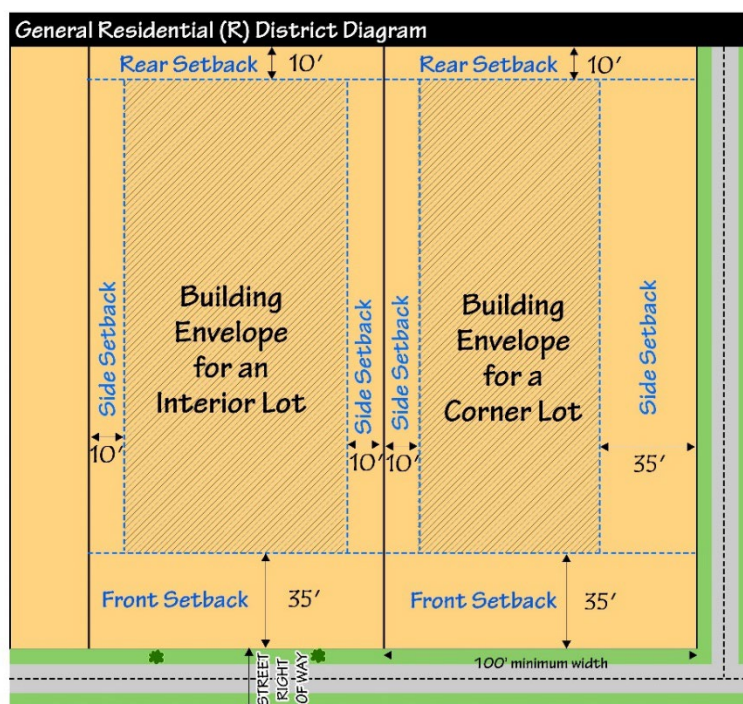 General Residential (R) District Diagram
Rear Setback
10′
Rear Setback
10′
Building
Envelope
for an
Interior Lot
Building
Envelope
for a
Corner Lot
Side Setback
Side Setback
Side Setback
Side Setback
10′
10′
10′
35′
Front Setback
35′
Front Setback
35′
100' minimum width
STREET
RIGHT
OF WAY